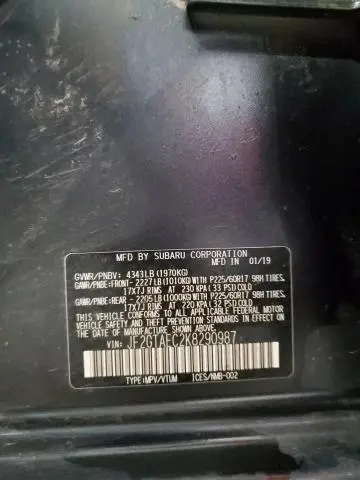 MFD BY SUBARU CORPORATION
MFD IN 01/19
GVWR/PNBV: 4343LB (1970KG)
GAWR/PNBE:FRONT- 2227LB(1010KG)WITH P225/60R17 98H TIRES,
17X7J RIMS AT 230 KPA (33 PSI)COLD
GAWR/PNBE:REAR - 2205LB(1000KG)WITH P225/60R17 98H TIRES,
17X7J RIMS AT 220 KPA (32 PSI)COLD
THIS VEHICLE CONFORMS TO ALL APPLICABLE FEDERAL MOTOR
VEHICLE SAFETY STANDARDS IN EFFECT ON
THE DATE OF MANUFACTURE SHOWN ABOVE.
VIN: JF2GTAEC2K8290987
TYPE:MPV/VTUM ICES/NMB-002